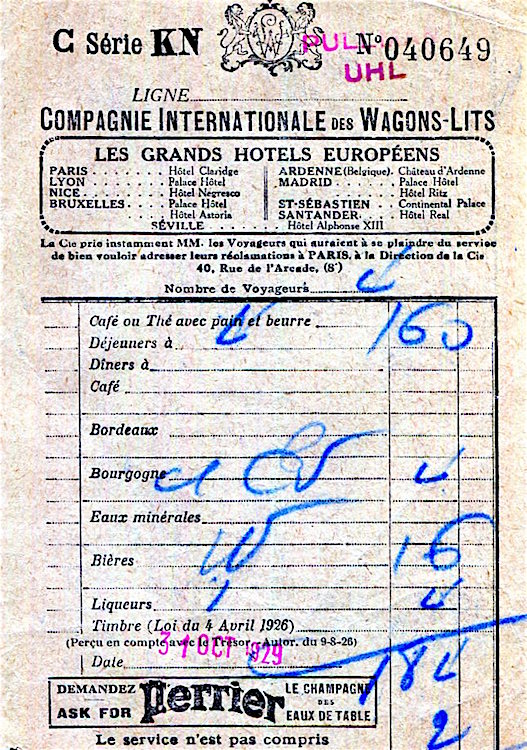 C Série KN Nº 040649
UHL
LIGNE
COMPAGNIE INTERNATIONALE DES WAGONS-LITS
LES GRANDS HOTELS EUROPÉENS
PARIS Hôtel Claridge
LYON Palace Hôtel
NICE Hôtel Negresco
BRUXELLES Palace Hôtel
Hôtel Astoria
ARDENNE (Belgique). Château d'Ardenne
MADRID Palace Hôtel
Hôtel Ritz
ST-SÉBASTIEN Continental Palace
SANTANDER Hôtel Real
SÉVILLE Hôtel Alphonse XIII
La Cie prie instamment MM. les Voyageurs qui auraient à se plaindre du service
de bien vouloir adresser leurs réclamations à PARIS, à la Direction de la Cie
40, Rue de l'Arcade, (8e)
Nombre de Voyageurs
Café ou Thé avec pain et beurre 160
Déjeuners à
Dîners à
Café
Bordeaux
Bourgogne
Eaux minérales
Bières 16
Liqueurs
Timbre (Loi du 4 Avril 1926)
(Perçu en compte avec le Trésor - Autor. du 9-8-26)
Date 31 OCT 1929
184
DEMANDEZ Perrier LE CHAMPAGNE
ASK FOR DES EAUX DE TABLE
2
Le service n'est pas compris